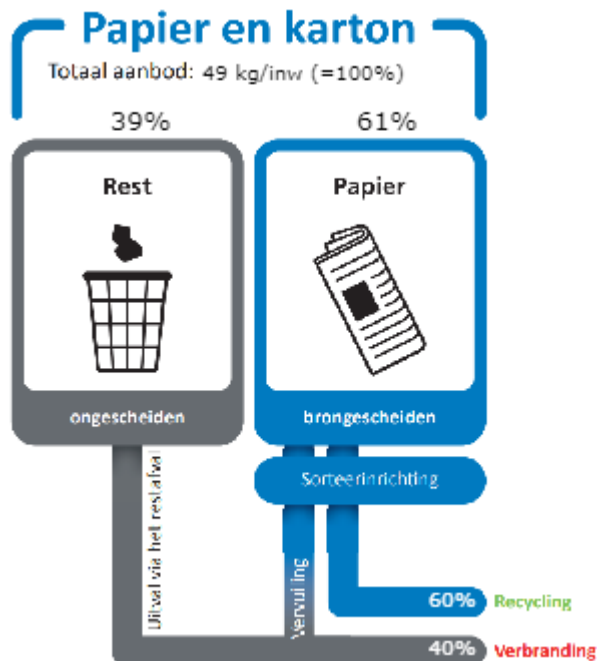 Papier en karton
Totaal aanbod: 49 kg/inw (=100%)
39%
61%
Rest
Papier
ongescheiden
brongescheiden
Sorteerinrichting
Uitval via het restafval
Vervuiling
60% Recycling
40% Verbranding